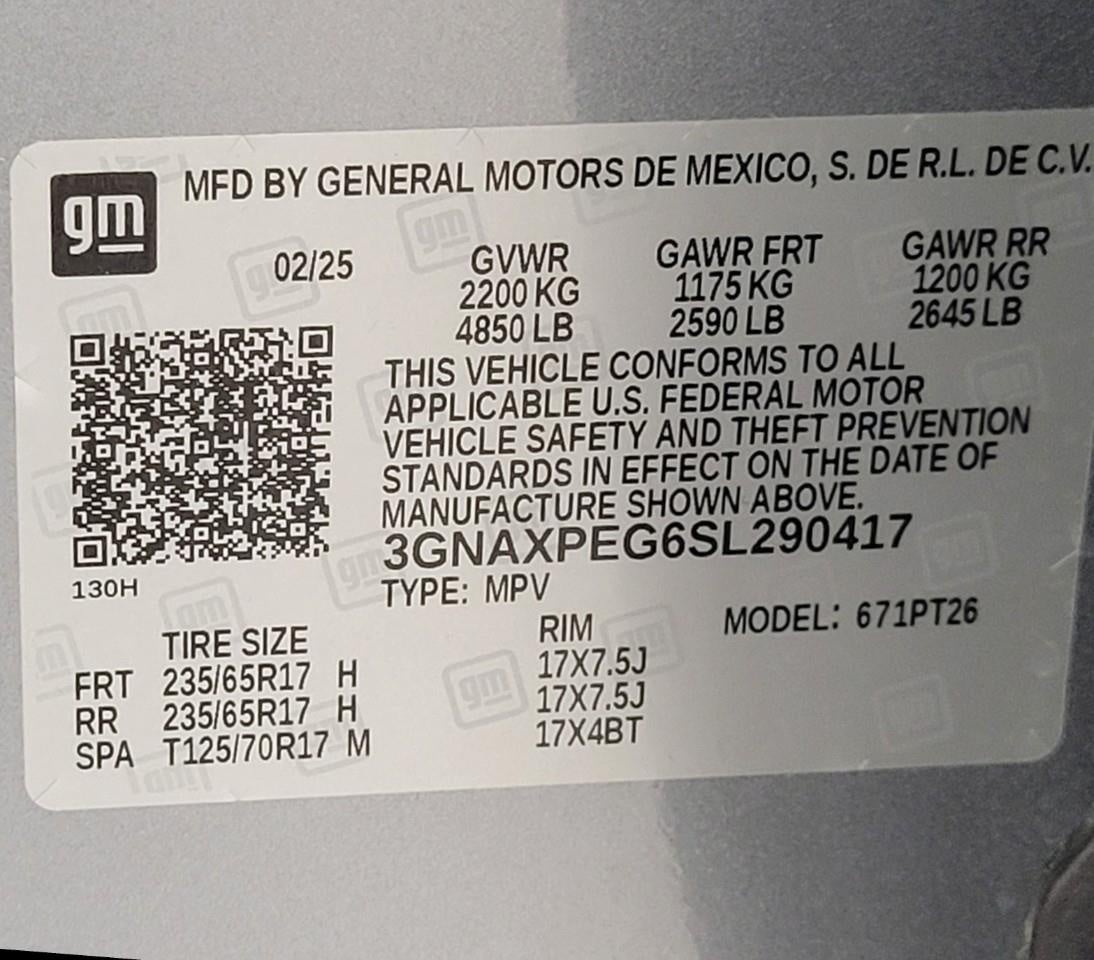 gm
MFD BY GENERAL MOTORS DE MEXICO, S. DE R.L. DE C.V.
02/25 GVWR GAWR FRT GAWR RR
2200 KG 1175 KG 1200 KG
4850 LB 2590 LB 2645 LB
THIS VEHICLE CONFORMS TO ALL
APPLICABLE U.S. FEDERAL MOTOR
VEHICLE SAFETY AND THEFT PREVENTION
STANDARDS IN EFFECT ON THE DATE OF
MANUFACTURE SHOWN ABOVE.
3GNAXPEG6SL290417
130H
TYPE: MPV MODEL: 671PT26
TIRE SIZE RIM
FRT 235/65R17 H 17X7.5J
RR 235/65R17 H 17X7.5J
SPA T125/70R17 M 17X4BT